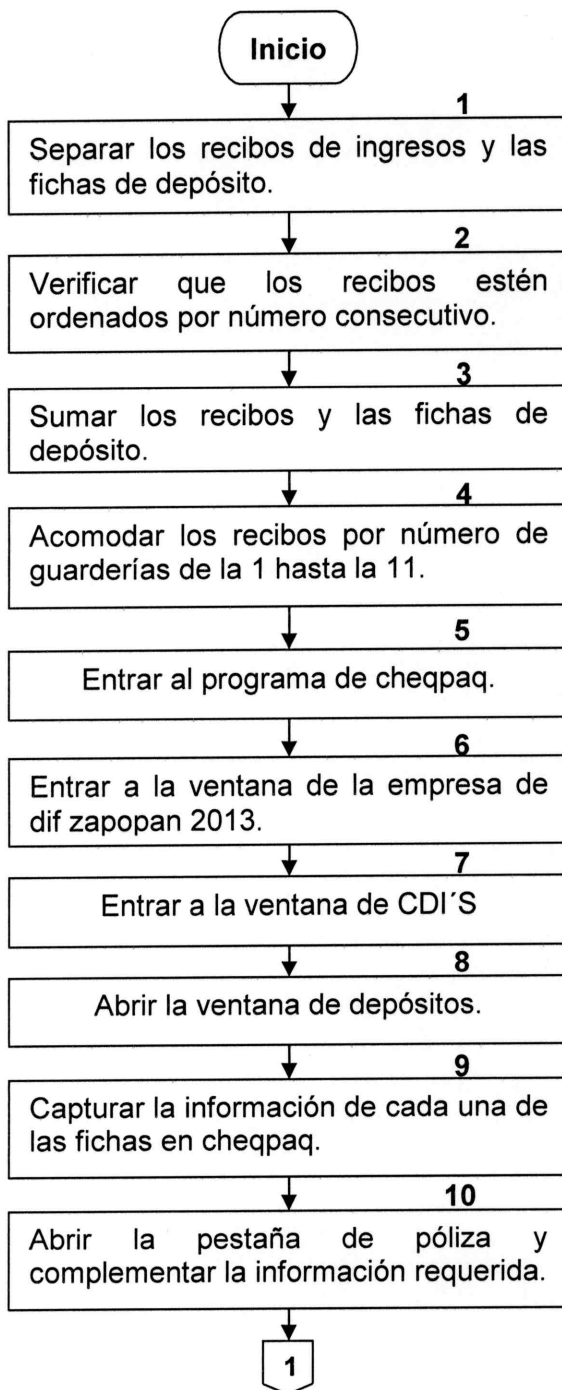 Inicio
1
Separar los recibos de ingresos y las
fichas de depósito.
2
Verificar que los recibos estén
ordenados por número consecutivo.
3
Sumar los recibos y las fichas de
depósito.
4
Acomodar los recibos por número de
guarderías de la 1 hasta la 11.
5
Entrar al programa de cheqpaq.
6
Entrar a la ventana de la empresa de
dif zapopan 2013.
7
Entrar a la ventana de CDI´S
8
Abrir la ventana de depósitos.
9
Capturar la información de cada una de
las fichas en cheqpaq.
10
Abrir la pestaña de póliza y
complementar la información requerida.
1